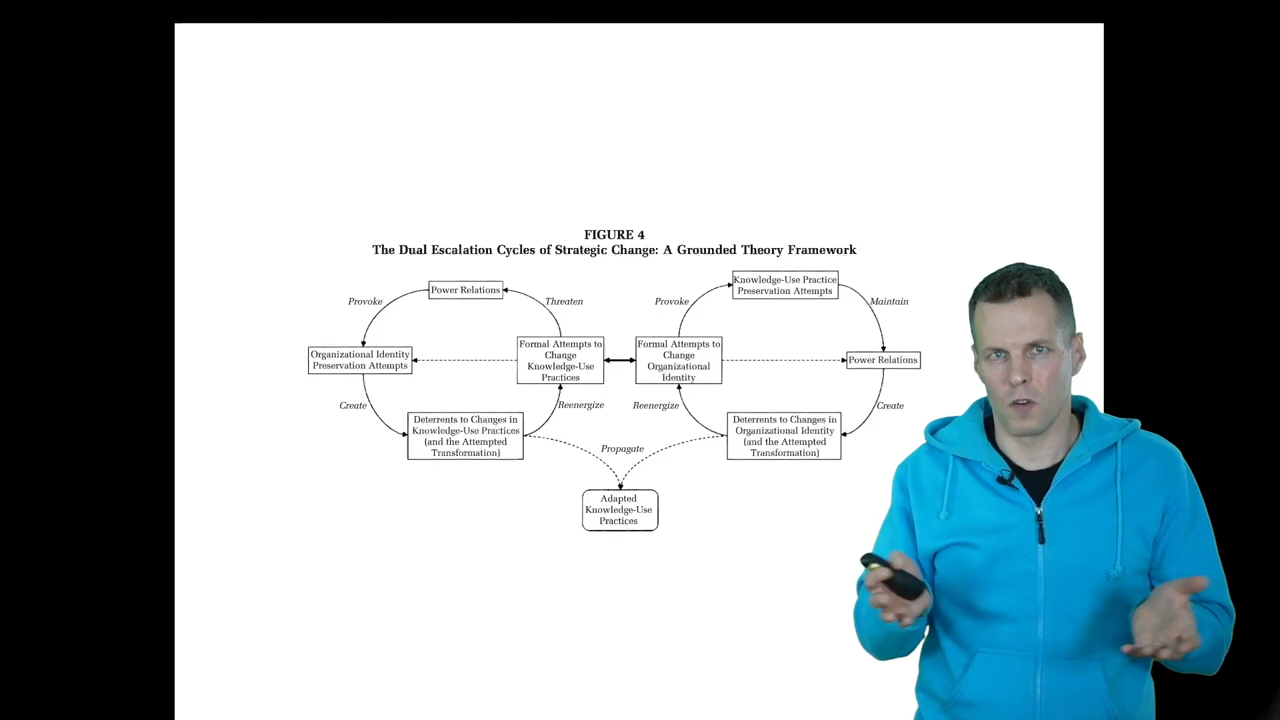 FIGURE 4
The Dual Escalation Cycles of Strategic Change: A Grounded Theory Framework
Power Relations
Provoke
Threaten
Organizational Identity
Preservation Attempts
Formal Attempts to
Change
Knowledge-Use
Practices
Create
Reenergize
Deterrents to Changes in
Knowledge-Use Practices
(and the Attempted
Transformation)
Knowledge-Use Practice
Preservation Attempts
Provoke
Maintain
Formal Attempts to
Change
Organizational
Identity
Power Relations
Reenergize
Create
Deterrents to Changes in
Organizational Identity
(and the Attempted
Transformation)
Propagate
Adapted
Knowledge-Use
Practices